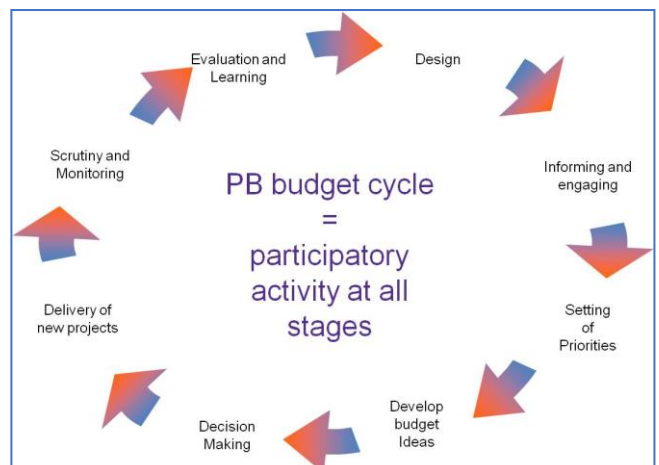 Evaluation and
Learning
Design
Scrutiny and
Monitoring
Informing and
engaging
PB budget cycle
=
participatory
activity at all
stages
Delivery of
new projects
Setting
of
Priorities
Decision
Making
Develop
budget
Ideas